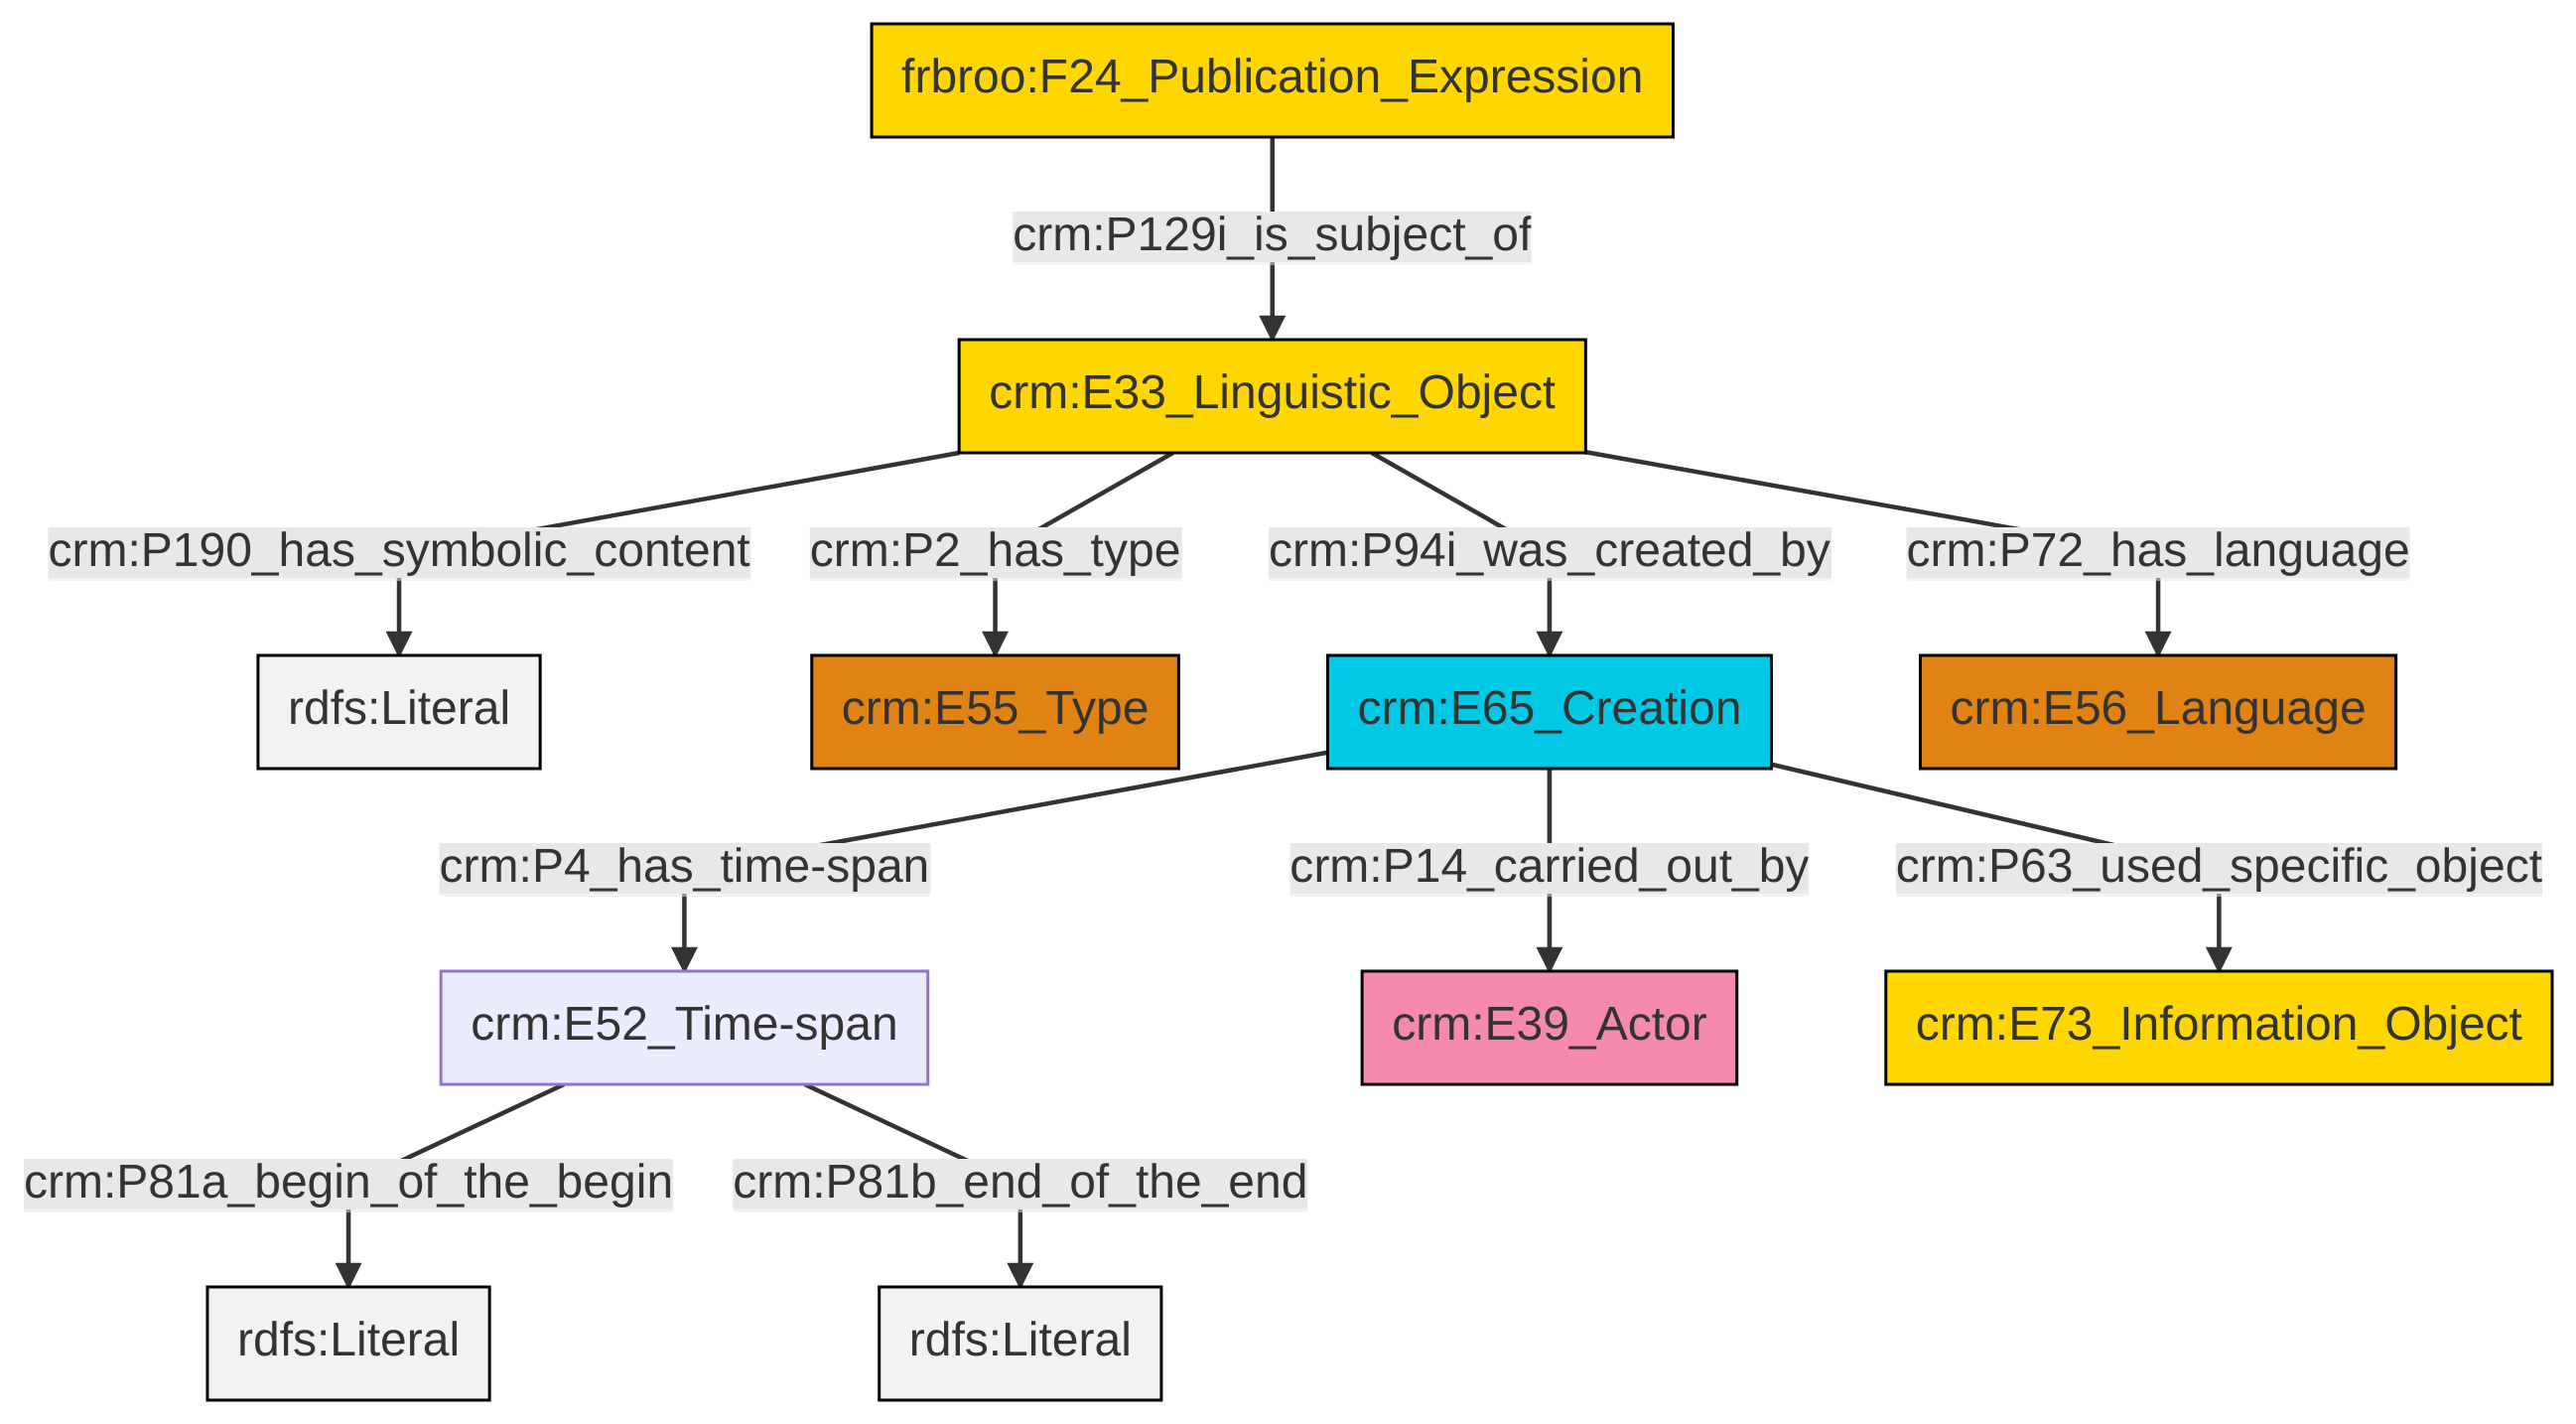 frbroo:F24_Publication_Expression
crm:P129i_is_subject_of
crm:E33_Linguistic_Object
crm:P190_has_symbolic_content
crm:P2_has_type
crm:P94i_was_created_by
crm:P72_has_language
rdfs:Literal
crm:E55_Type
crm:E65_Creation
crm:E56_Language
crm:P4_has_time-span
crm:P14_carried_out_by
crm:P63_used_specific_object
crm:E52_Time-span
crm:E39_Actor
crm:E73_Information_Object
crm:P81a_begin_of_the_begin
crm:P81b_end_of_the_end
rdfs:Literal
rdfs:Literal